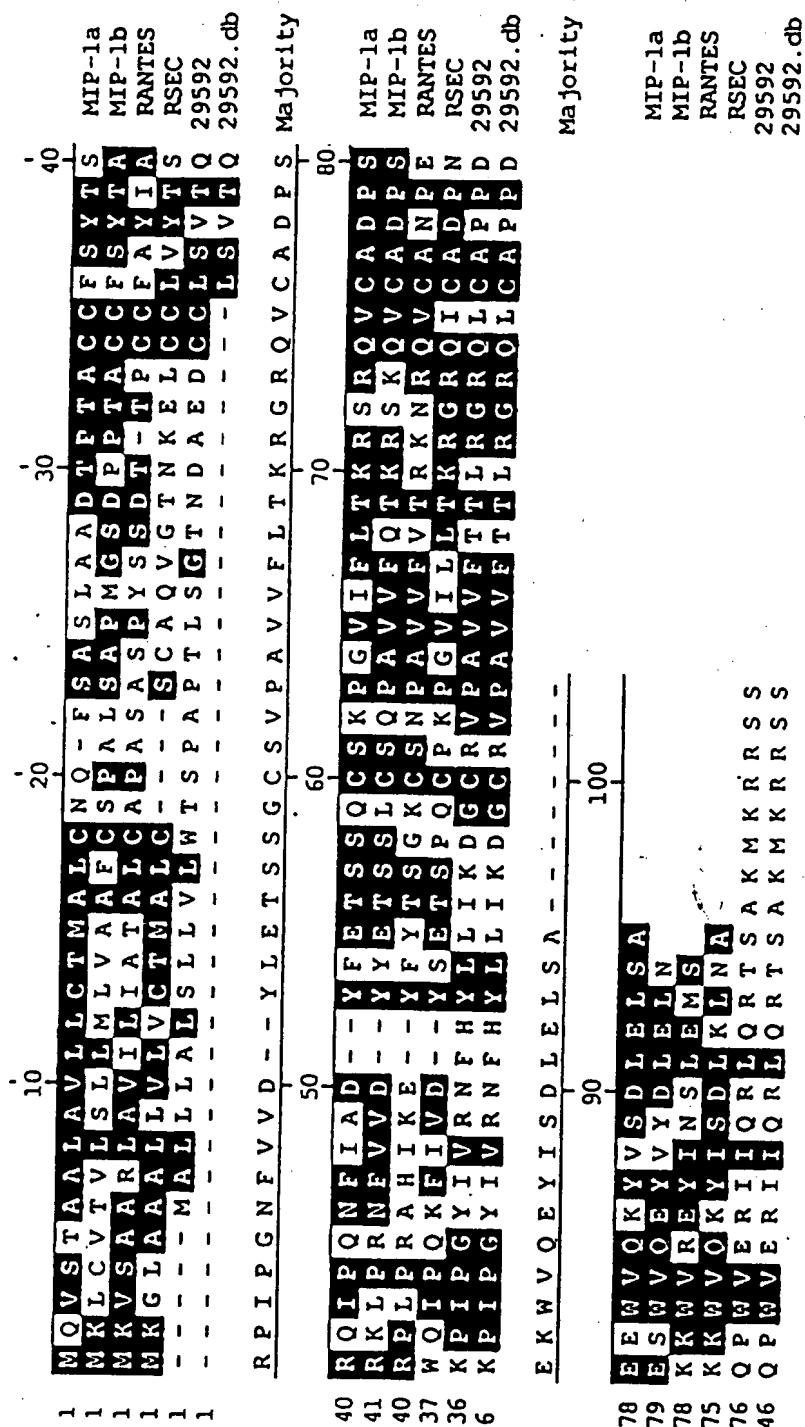 10 20 30 40
1 M Q V S T A A L A V L L C T M A L C N Q - F S A S L A A D T P T A C C F S Y T S MIP-1a
1 M K L C V T V L S L L M L V A A F C S P A L S A P M G S D P P T A C C F S Y T A MIP-1b
1 M K V S A A R L A V I L I A T A L C A P A S A S P Y S S D T - T P C C F A Y I A RANTES
1 M K G L A A A L L V L V C T M A L C - - - - S C A Q V G T N K E L C C L V Y T S RSEC
1 - - - - - M A L L L A L S L L V L W T S P A P T L S G T N D A E D C C L S V T Q 29592
1 - - - - - - - - - - - - - - - - - - - - - - - - - - - - - - - - - - - L S V T Q 29592.db
R P I P G N F V V D - - Y L E T S S G C S V P A V V F L T K R G R Q V C A D P S Majority
50 60 70 80
40 R Q I P Q N F I A D - - Y F E T S S Q C S K P G V I F L T K R S R Q V C A D P S MIP-1a
41 R K L P R N F V V D - - Y Y E T S S L C S Q P A V V F Q T K R S K Q V C A D P S MIP-1b
40 R P L P R A H I K E - - Y F Y T S G K C S N P A V V F V T R K N R Q V C A N P E RANTES
37 W Q I P Q K F I V D - - Y S E T S P Q C P K P G V I L L T K R G R Q I C A D P N RSEC
36 K P I P G Y I V R N F H Y L L I K D G C R V P A V V F T T L R G R Q L C A P P D 29592
6 K P I P G Y I V R N F H Y L L I K D G C R V P A V V F T T L R G R Q L C A P P D 29592.db
E K W V Q E Y I S D L E L S A - - - - - - - - Majority
90 100
78 E E W V Q K Y V S D L E L S A MIP-1a
79 E S W V Q E Y V Y D L E L N MIP-1b
78 K K W V R E Y I N S L E M S RANTES
75 K K W V Q K Y I S D L K L N A RSEC
76 Q P W V E R I I Q R L Q R T S A K M K R R S S 29592
46 Q P W V E R I I Q R L Q R T S A K M K R R S S 29592.db